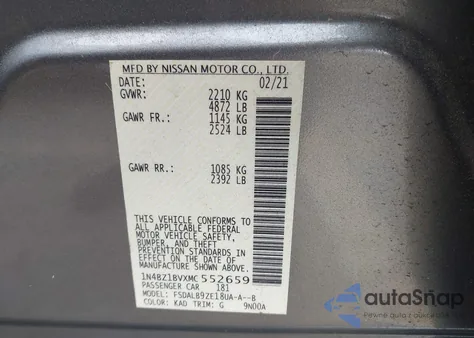 MFD BY NISSAN MOTOR CO., LTD.
DATE: 02/21
GVWR: 2210 KG
4872 LB
GAWR FR.: 1145 KG
2524 LB
GAWR RR.: 1085 KG
2392 LB
THIS VEHICLE CONFORMS TO
ALL APPLICABLE FEDERAL
MOTOR VEHICLE SAFETY,
BUMPER, AND THEFT
PREVENTION STANDARDS IN
EFFECT ON THE DATE OF
MANUFACTURE SHOWN ABOVE.
1N4BZ1BVXMC552659
PASSENGER CAR 181
MODEL: FSDALB9ZE18UA-A--B
COLOR: KAD TRIM: G 9N00A
autoSnap